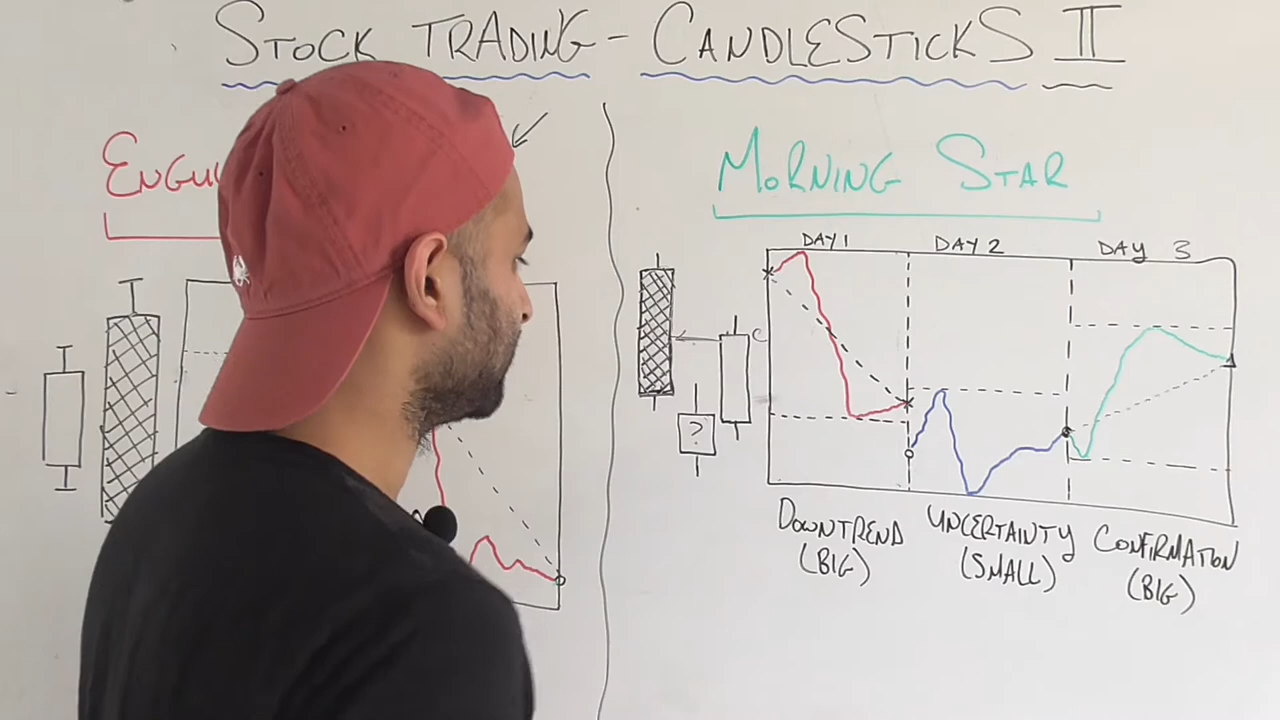 STOCK TRADING - CANDLESTICKS II
MORNING STAR
DAY 1 DAY 2 DAY 3
C
?
DOWNTREND
(BIG)
UNCERTAINTY
(SMALL)
CONFIRMATION
(BIG)